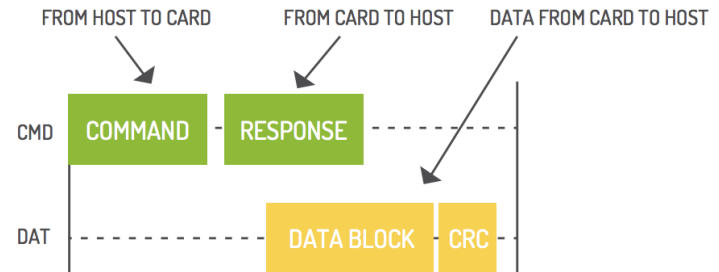 FROM HOST TO CARD
FROM CARD TO HOST
DATA FROM CARD TO HOST
CMD
COMMAND
RESPONSE
DAT
DATA BLOCK
CRC